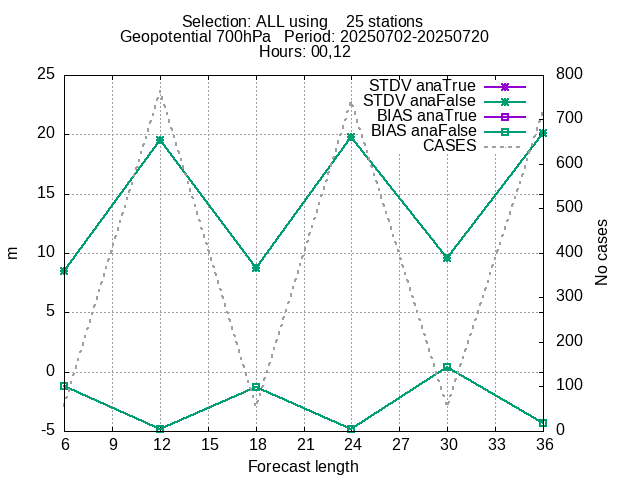 Selection: ALL using    25 stations
Geopotential 700hPa   Period: 20250702-20250720
Hours: 00,12
STDV anaTrue
STDV anaFalse
BIAS anaTrue
BIAS anaFalse
CASES
25
20
15
10
5
0
-5
m
800
700
600
500
400
300
200
100
0
No cases
6 9 12 15 18 21 24 27 30 33 36
Forecast length